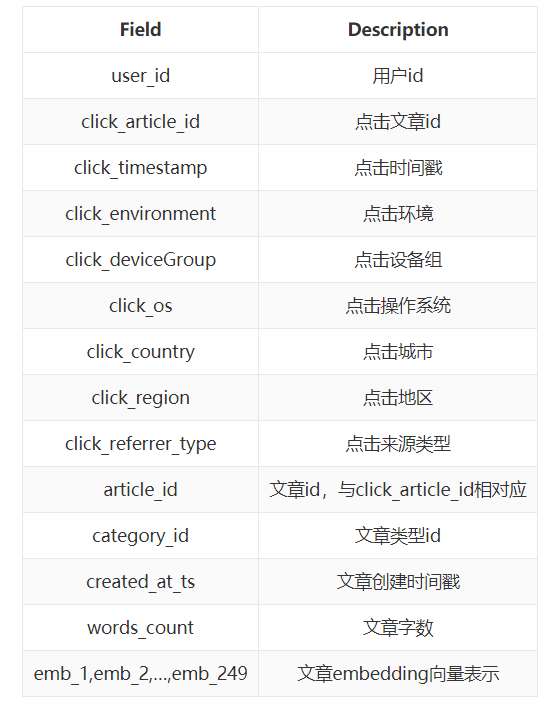 Field Description
user_id 用户id
click_article_id 点击文章id
click_timestamp 点击时间戳
click_environment 点击环境
click_deviceGroup 点击设备组
click_os 点击操作系统
click_country 点击城市
click_region 点击地区
click_referrer_type 点击来源类型
article_id 文章id，与click_article_id相对应
category_id 文章类型id
created_at_ts 文章创建时间戳
words_count 文章字数
emb_1,emb_2,...,emb_249 文章embedding向量表示